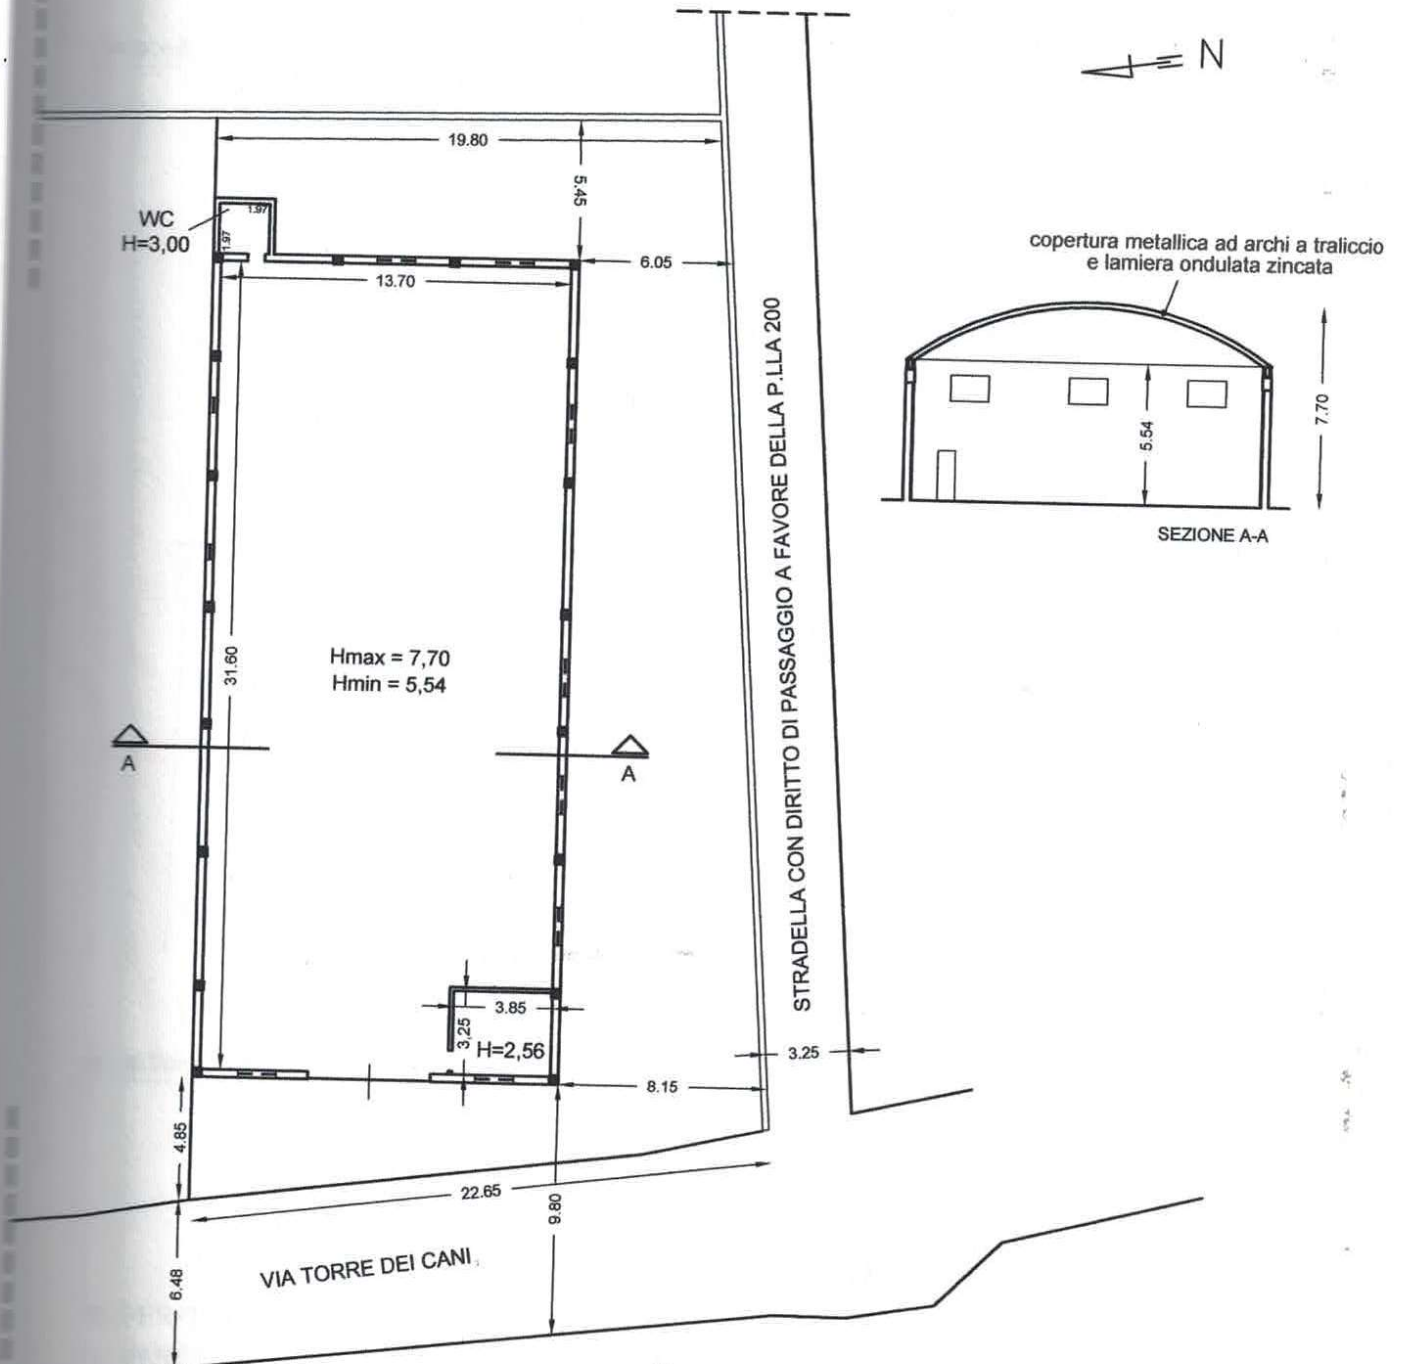 N
19.80
5.45
WC
H=3,00
1.97
1.97
6.05
13.70
copertura metallica ad archi a traliccio
e lamiera ondulata zincata
7.70
5.54
SEZIONE A-A
STRADELLA CON DIRITTO DI PASSAGGIO A FAVORE DELLA P.LLA 200
31.60
Hmax = 7,70
Hmin = 5,54
A
A
3.85
3,25
H=2,56
3.25
8.15
4.85
22.65
9.80
VIA TORRE DEI CANI
6.48